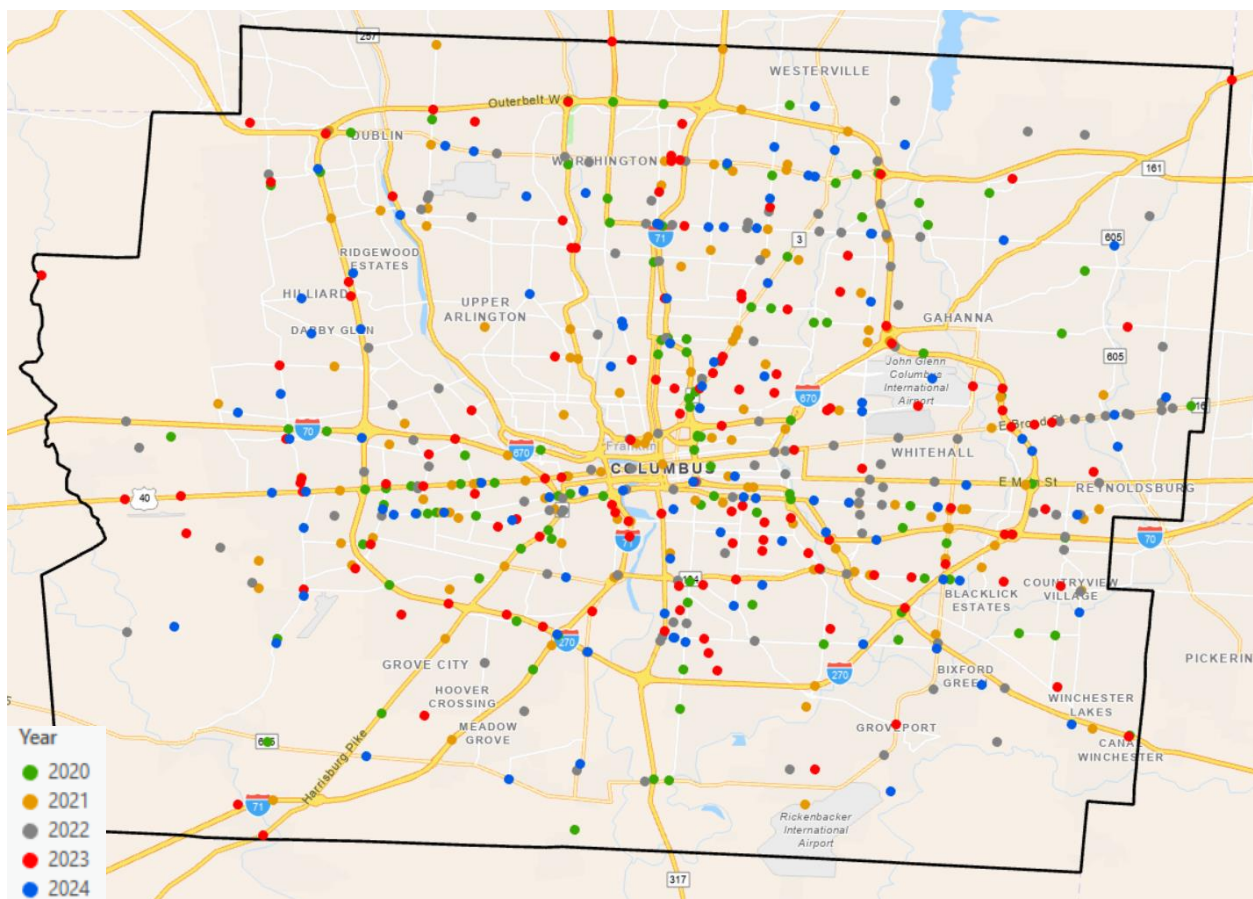 257
WESTERVILLE
Outerbelt W
DUBLIN
WORTHINGTON
161
71
3
605
RIDGEWOOD
ESTATES
HILLIARD
UPPER
ARLINGTON
GAHANNA
DARBY GLEN
605
John Glenn
Columbus
International
Airport
670
16
E Broad St
70
Franklin
670
WHITEHALL
COLUMBUS
40
E Main St
REYNOLDSBURG
71
70
104
COUNTRYVIEW
VILLAGE
BLACKLICK
ESTATES
270
GROVE CITY
270
BIXFORD
GREEN
PICKERIN
HOOVER
CROSSING
WINCHESTER
LAKES
MEADOW
GROVE
GROVEPORT
CANAL
WINCHESTER
Harrisburg Pike
71
Rickenbacker
International
Airport
317
Year
2020
2021
2022
2023
2024